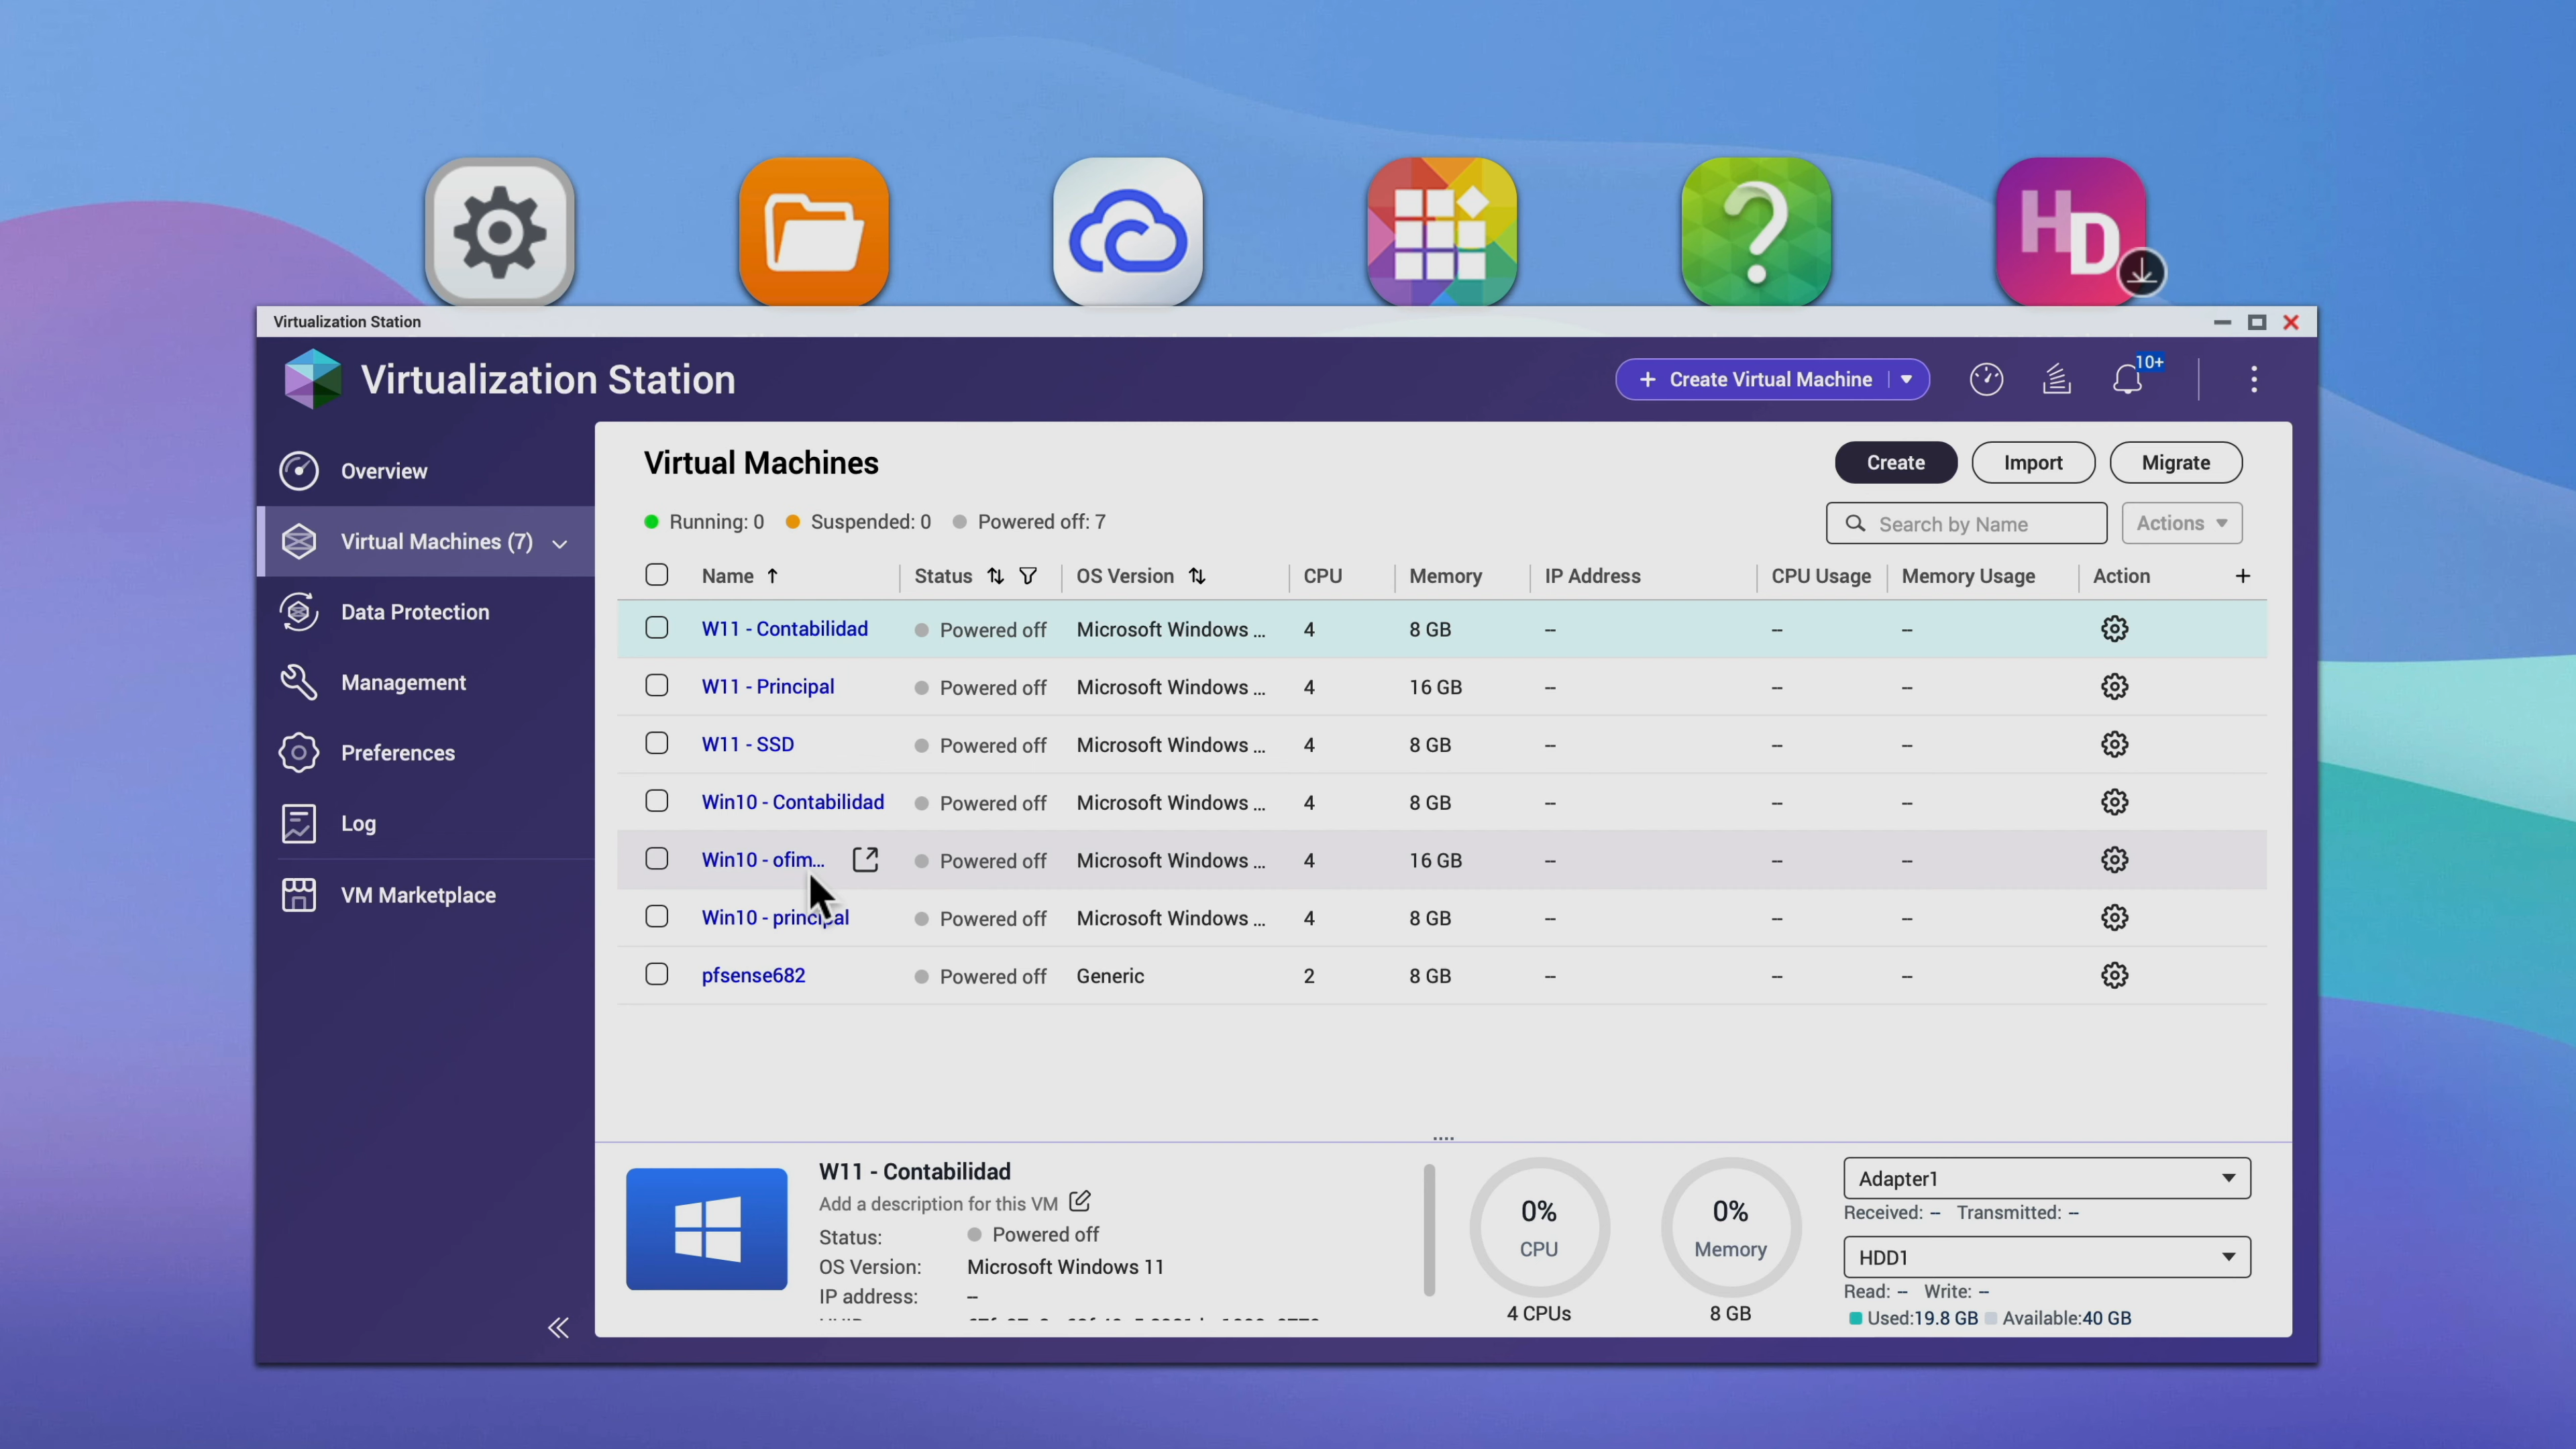 HD
Virtualization Station
Virtualization Station
+ Create Virtual Machine
10+
Overview
Virtual Machines (7)
Data Protection
Management
Preferences
Log
VM Marketplace
Virtual Machines
Create Import Migrate
Running: 0 Suspended: 0 Powered off: 7
Search by Name Actions
Name Status OS Version CPU Memory IP Address CPU Usage Memory Usage Action +
W11 - Contabilidad Powered off Microsoft Windows ... 4 8 GB -- -- --
W11 - Principal Powered off Microsoft Windows ... 4 16 GB -- -- --
W11 - SSD Powered off Microsoft Windows ... 4 8 GB -- -- --
Win10 - Contabilidad Powered off Microsoft Windows ... 4 8 GB -- -- --
Win10 - ofim... Powered off Microsoft Windows ... 4 16 GB -- -- --
Win10 - principal Powered off Microsoft Windows ... 4 8 GB -- -- --
pfsense682 Powered off Generic 2 8 GB -- -- --
W11 - Contabilidad
Add a description for this VM
Status: Powered off
OS Version: Microsoft Windows 11
IP address: --
0% CPU
4 CPUs
0% Memory
8 GB
Adapter1
Received: -- Transmitted: --
HDD1
Read: -- Write: --
Used:19.8 GB Available:40 GB